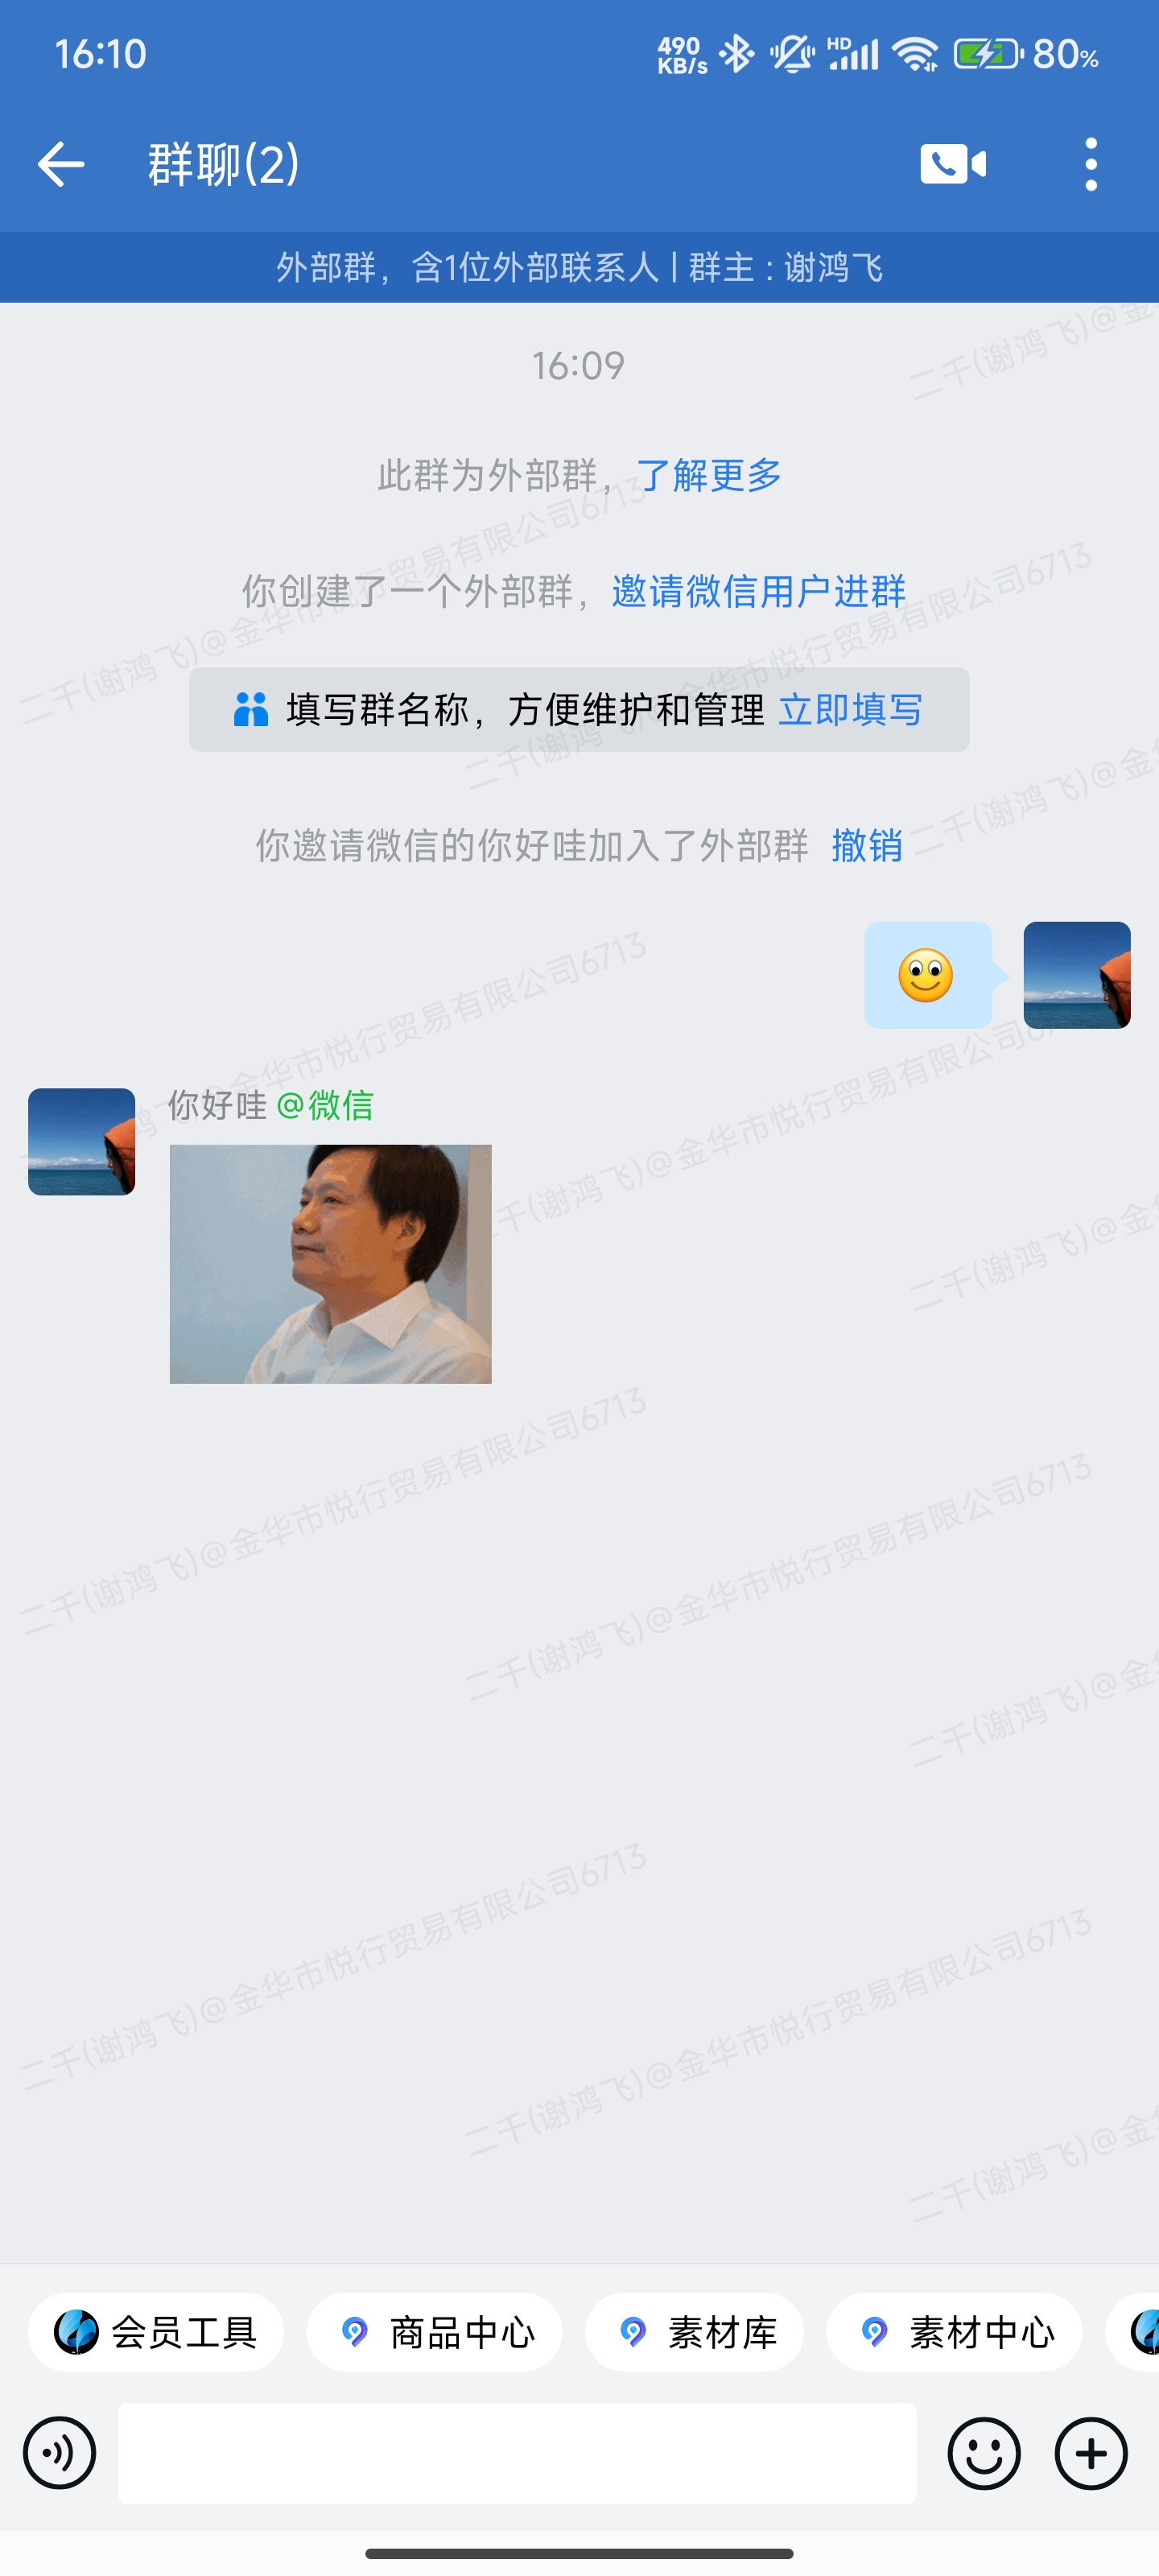 16:10
490 KB/s HD 80%
群聊(2)
外部群，含1位外部联系人 | 群主：谢鸿飞
16:09
此群为外部群，了解更多
你创建了一个外部群，邀请微信用户进群
填写群名称，方便维护和管理 立即填写
你邀请微信的你好哇加入了外部群 撤销
你好哇 @微信
会员工具 商品中心 素材库 素材中心
二千(谢鸿飞)@金华市悦行贸易有限公司6713